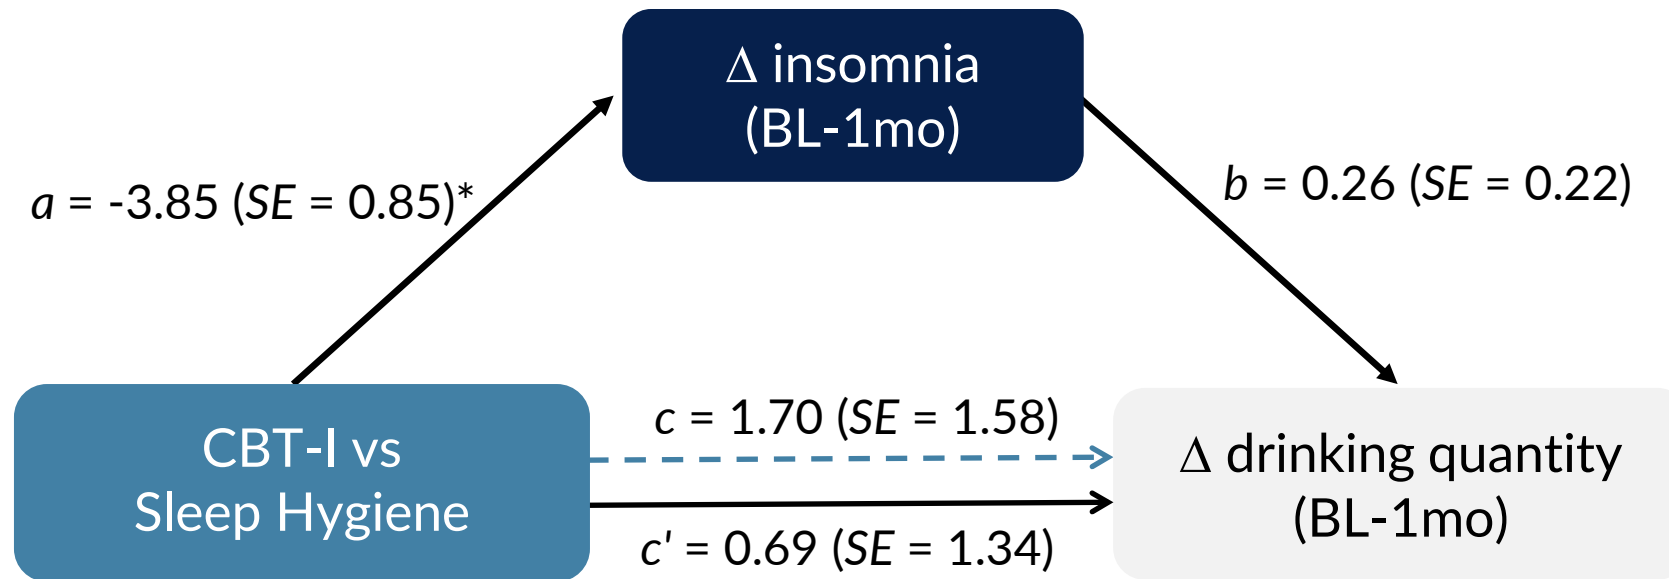 Δ insomnia
(BL-1mo)
a = -3.85 (SE = 0.85)*
b = 0.26 (SE = 0.22)
c = 1.70 (SE = 1.58)
CBT-I vs
Sleep Hygiene
Δ drinking quantity
(BL-1mo)
c' = 0.69 (SE = 1.34)